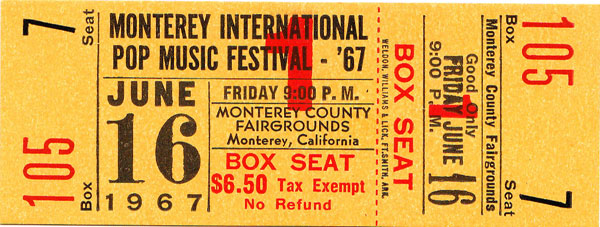 7
Seat
105
Box
MONTEREY INTERNATIONAL
POP MUSIC FESTIVAL - '67
1
JUNE
16
1967
FRIDAY 9:00 P. M.
MONTEREY COUNTY
FAIRGROUNDS
Monterey, California
BOX SEAT
$6.50 Tax Exempt
No Refund
WELDON, WILLIAMS & LICK, FT. SMITH, ARK.
BOX SEAT
FRIDAY 9:00 P. M.
JUNE 16
Good Only
Monterey County Fairgrounds
Box
105
Seat
7